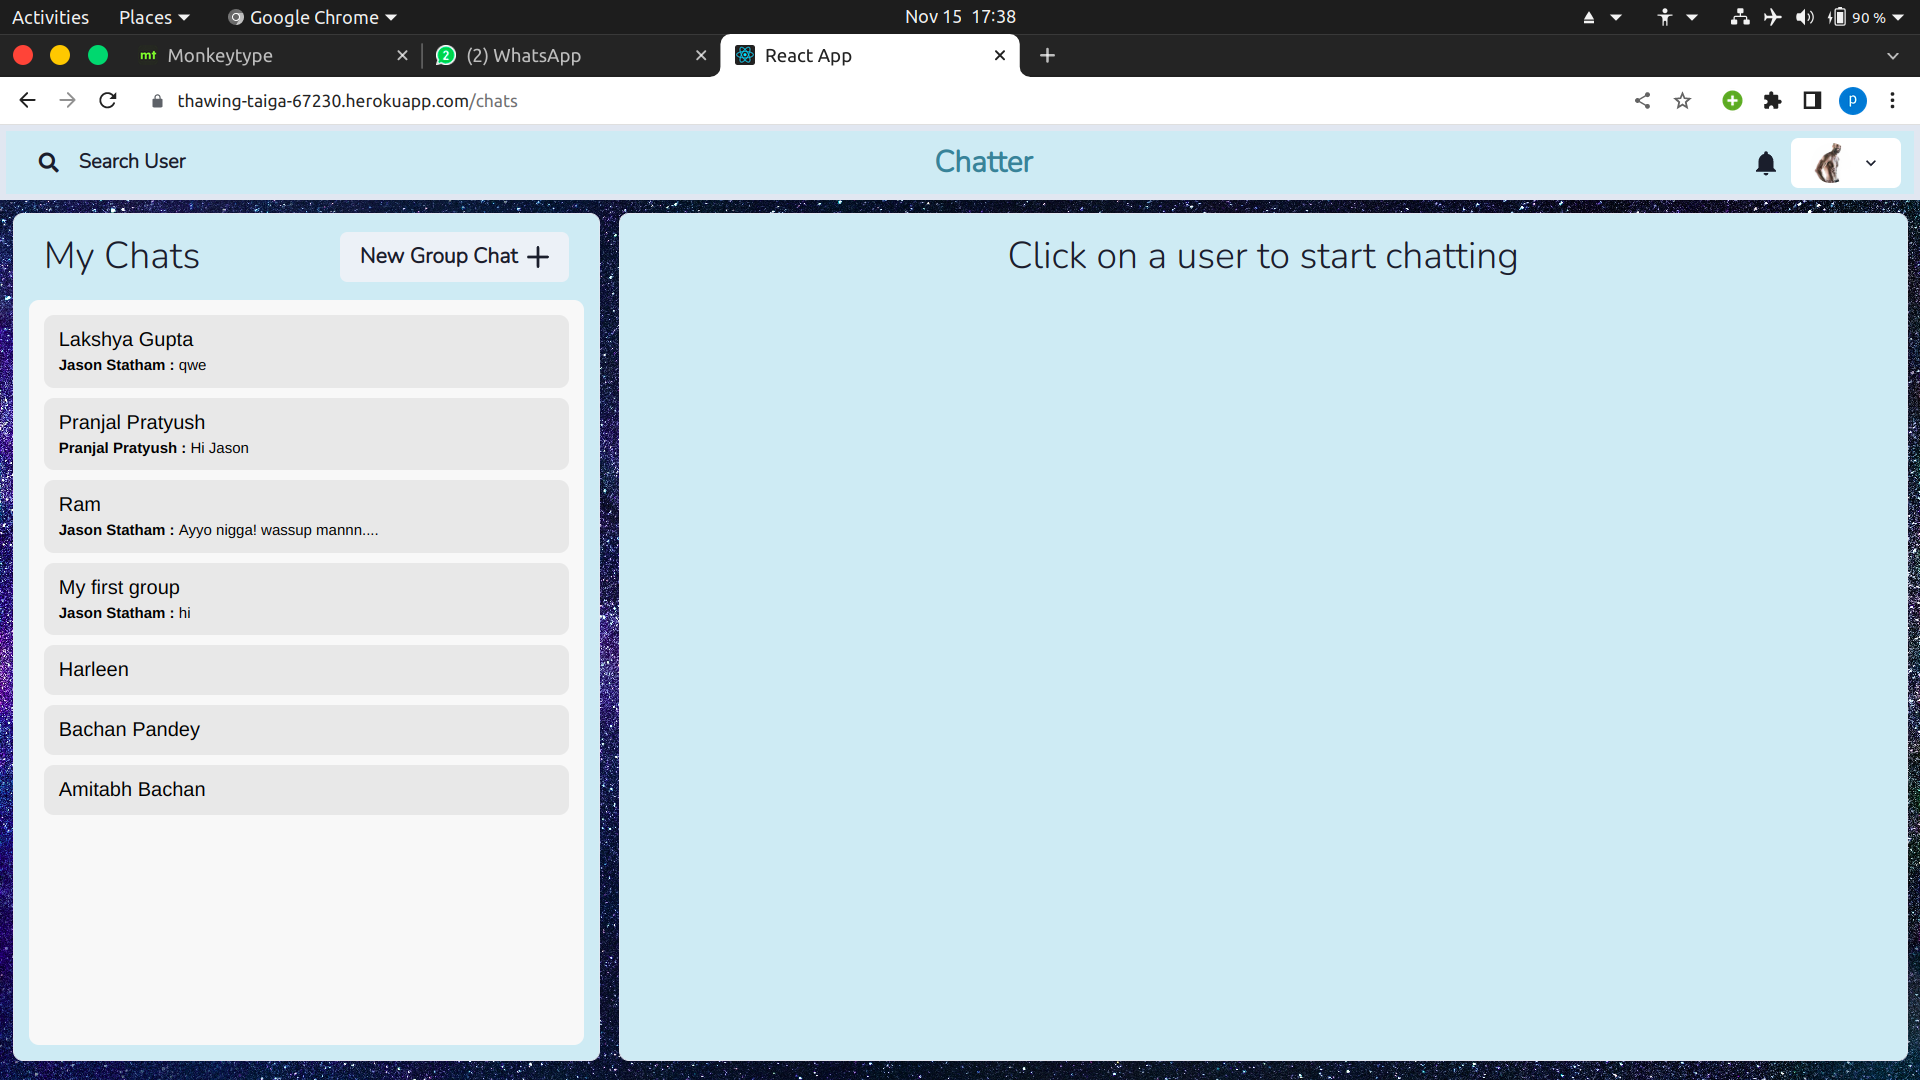 Activities Places Google Chrome Nov 15 17:38 90 %
mt Monkeytype 2 (2) WhatsApp React App
thawing-taiga-67230.herokuapp.com/chats p
Search User Chatter
My Chats New Group Chat
Click on a user to start chatting
Lakshya Gupta
Jason Statham : qwe
Pranjal Pratyush
Pranjal Pratyush : Hi Jason
Ram
Jason Statham : Ayyo nigga! wassup mannn....
My first group
Jason Statham : hi
Harleen
Bachan Pandey
Amitabh Bachan